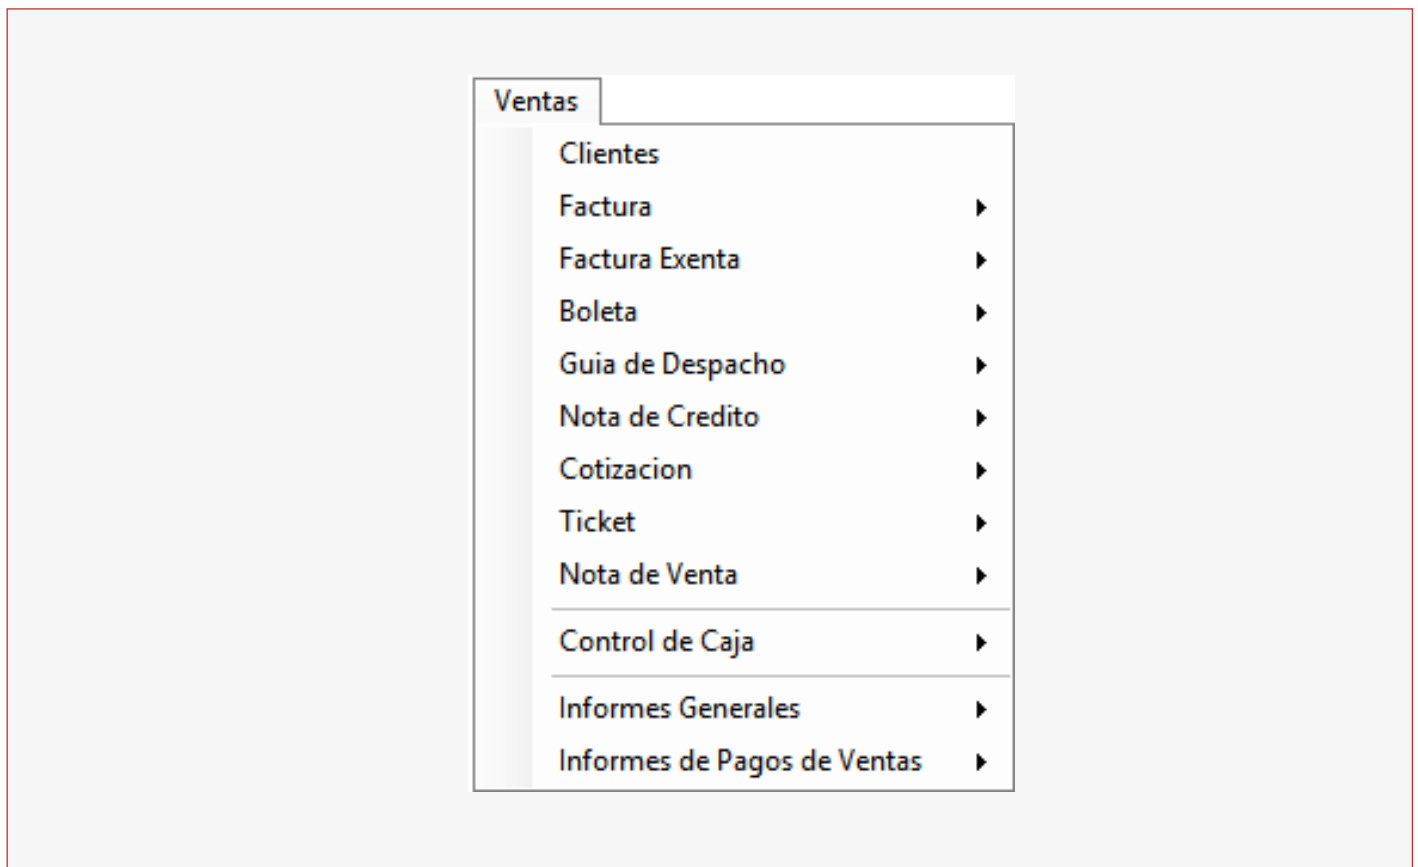 Ventas
Clientes
Factura
Factura Exenta
Boleta
Guia de Despacho
Nota de Credito
Cotizacion
Ticket
Nota de Venta
Control de Caja
Informes Generales
Informes de Pagos de Ventas